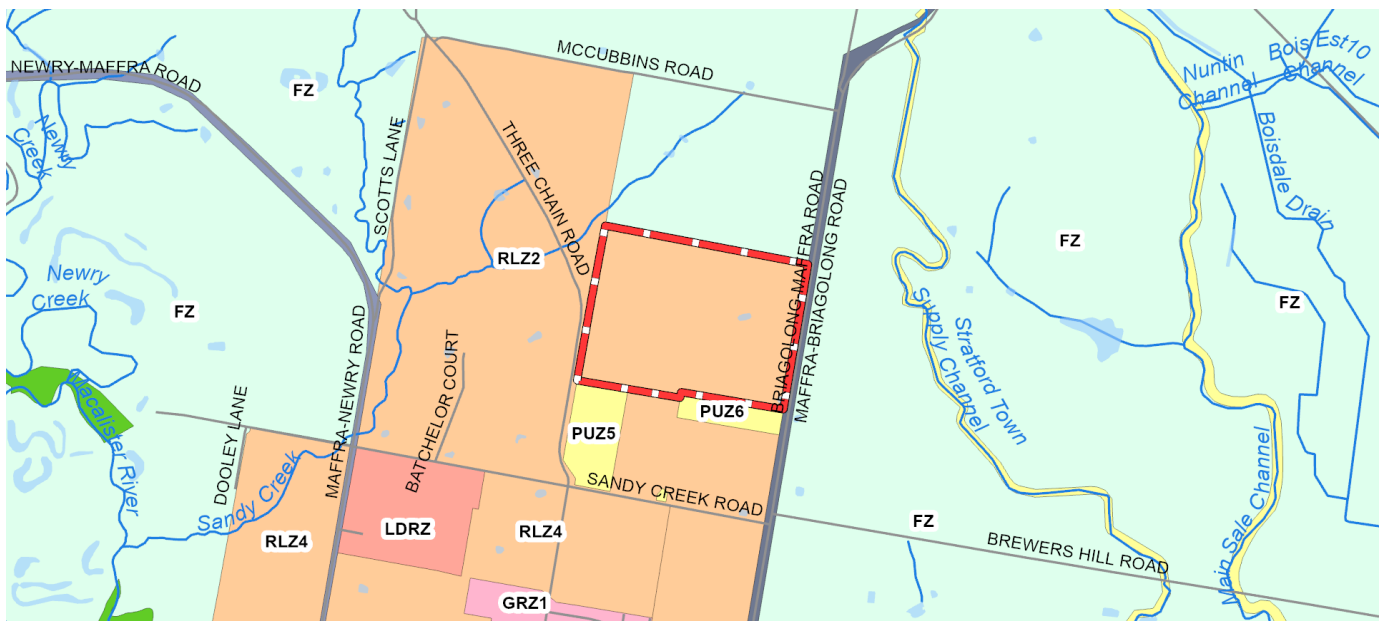 MCCUBBINS ROAD
NEWRY-MAFFRA ROAD
FZ
Nuntin
Channel
Bois Est10
Channel
Newry
Creek
SCOTTS LANE
THREE CHAIN ROAD
Boisdale Drain
RLZ2
BRIAGOLONG-MAFFRA ROAD
MAFFRA-BRIAGOLONG ROAD
FZ
Newry
Creek
FZ
FZ
Stratford Town
Supply Channel
MAFFRA-NEWRY ROAD
BATCHELOR COURT
Macalister River
DOOLEY LANE
PUZ5
PUZ6
Sandy Creek
SANDY CREEK ROAD
RLZ4
LDRZ
RLZ4
FZ
BREWERS HILL ROAD
Main Sale Channel
GRZ1